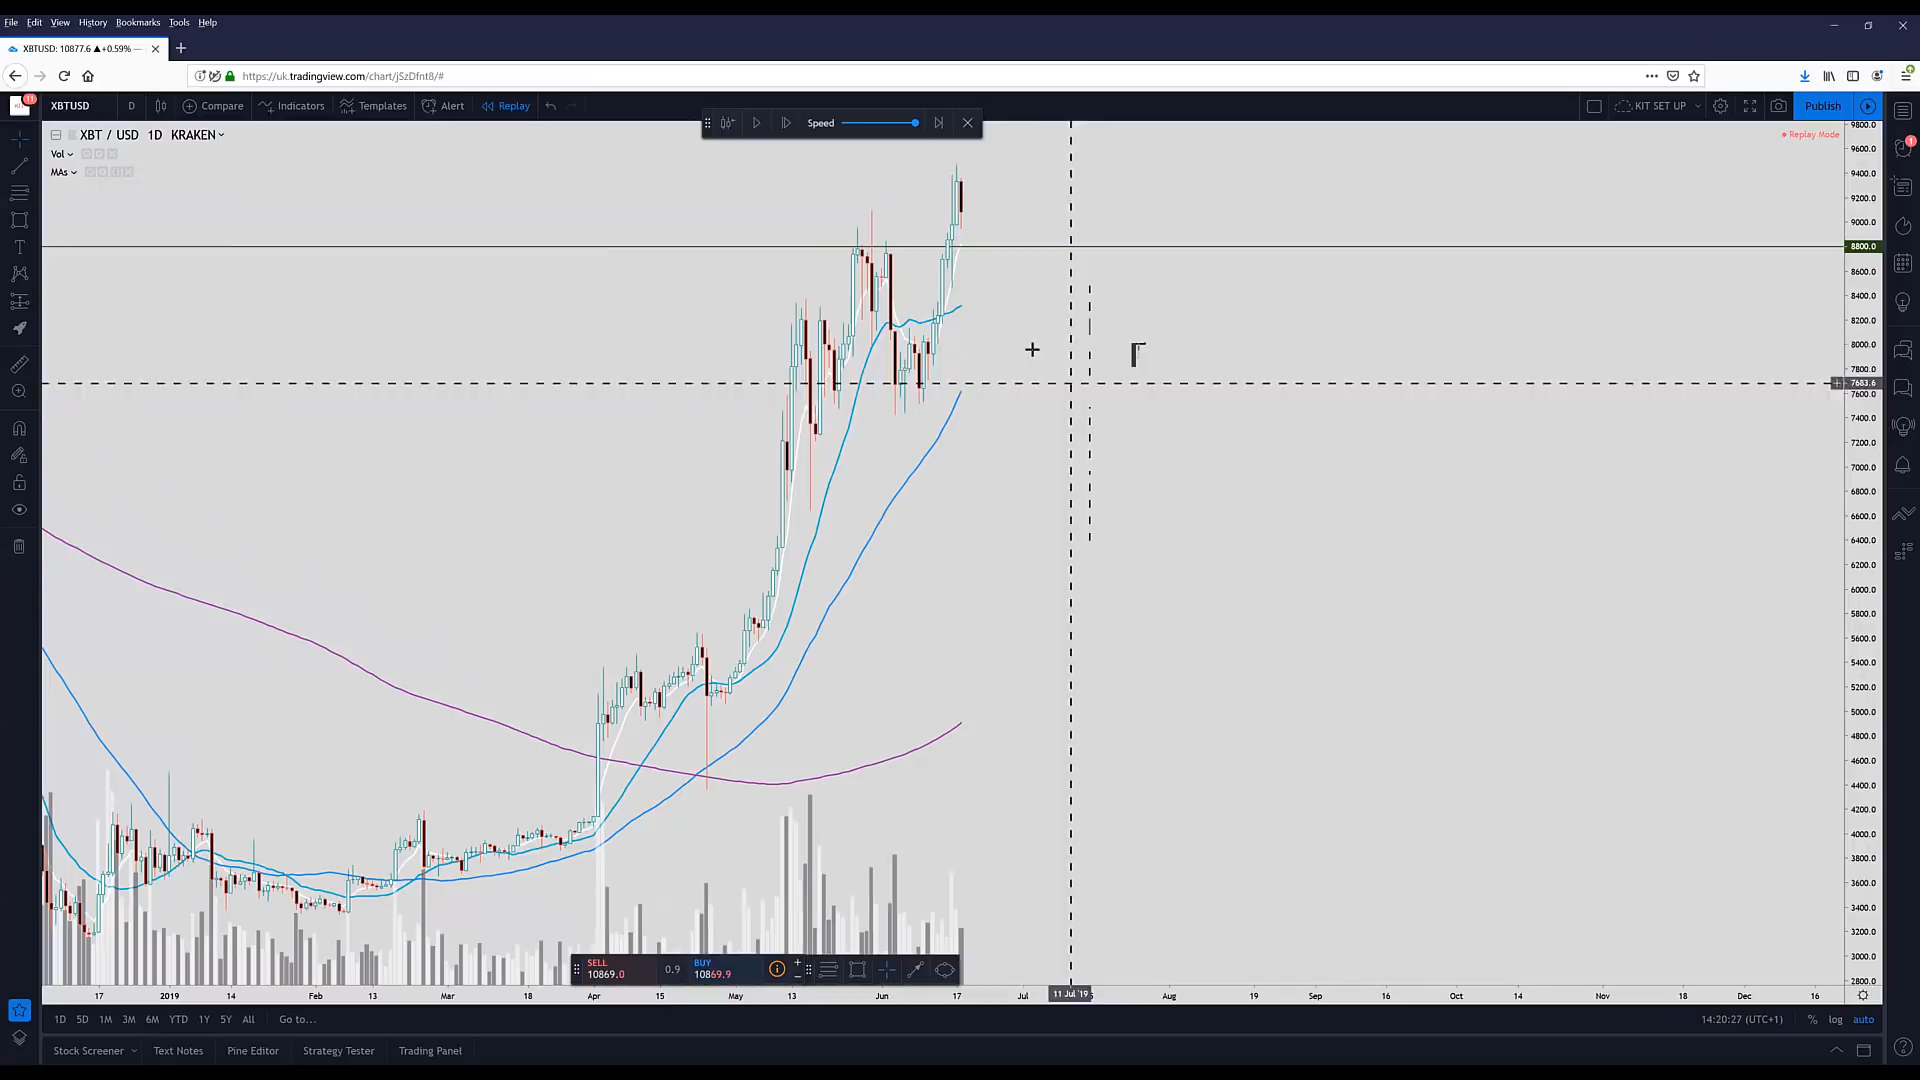 File Edit View History Bookmarks Tools Help
XBTUSD: 10877.6 ▲+0.59% —
https://uk.tradingview.com/chart/jSzDfnt8/#
11 XBTUSD D Compare Indicators Templates Alert Replay KIT SET UP Publish
Speed
XBT / USD 1D KRAKEN
Replay Mode
Vol
MAs
1
9800.0
9600.0
9400.0
9200.0
9000.0
8800.0
8600.0
8400.0
8200.0
8000.0
7800.0
7683.6
7600.0
7400.0
7200.0
7000.0
6800.0
6600.0
6400.0
6200.0
6000.0
5800.0
5600.0
5400.0
5200.0
5000.0
4800.0
4600.0
4400.0
4200.0
4000.0
3800.0
3600.0
3400.0
3200.0
3000.0
2800.0
SELL 10869.0 0.9 BUY 10869.9
17 2019 14 Feb 13 Mar 18 Apr 15 May 13 Jun 17 Jul 11 Jul '19 Aug 19 Sep 16 Oct 14 Nov 18 Dec 16
1D 5D 1M 3M 6M YTD 1Y 5Y All Go to... 14:20:27 (UTC+1) % log auto
Stock Screener Text Notes Pine Editor Strategy Tester Trading Panel